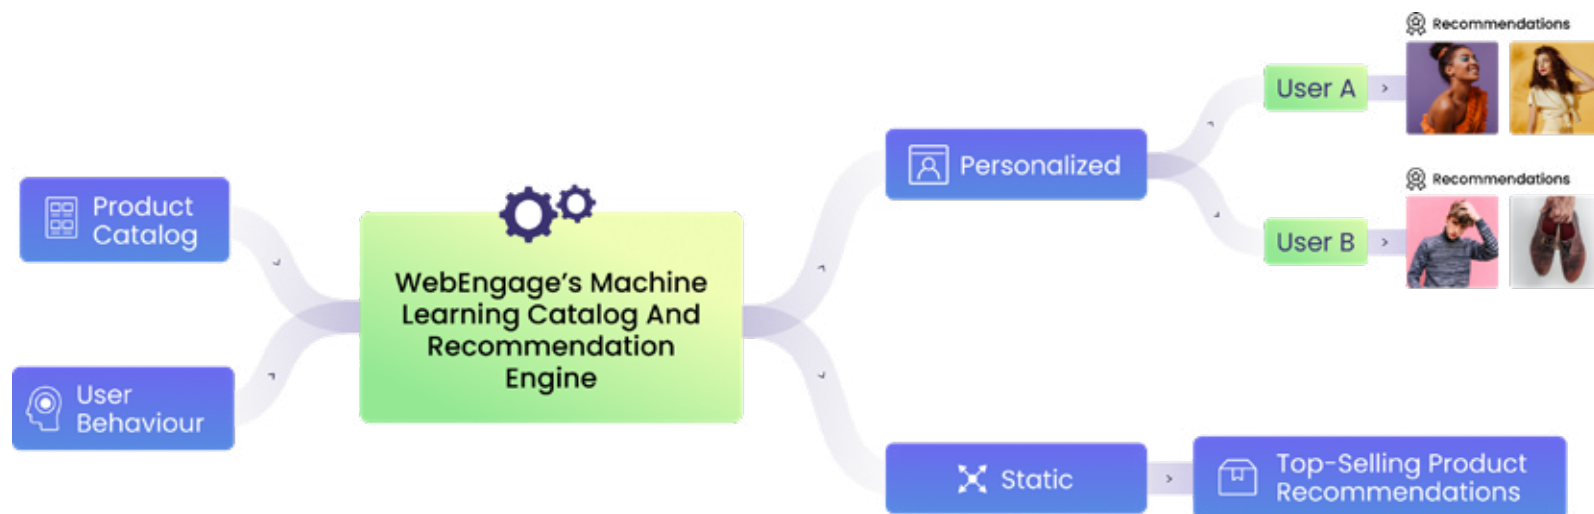 Product
Catalog
User
Behaviour
WebEngage’s Machine
Learning Catalog And
Recommendation
Engine
Personalized
User A
Recommendations
User B
Recommendations
Static
Top-Selling Product
Recommendations